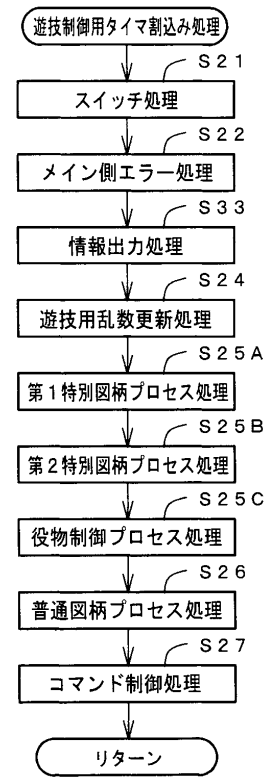 遊技制御用タイマ割込み処理
S21
スイッチ処理
S22
メイン側エラー処理
S33
情報出力処理
S24
遊技用乱数更新処理
S25A
第1特別図柄プロセス処理
S25B
第2特別図柄プロセス処理
S25C
役物制御プロセス処理
S26
普通図柄プロセス処理
S27
コマンド制御処理
リターン